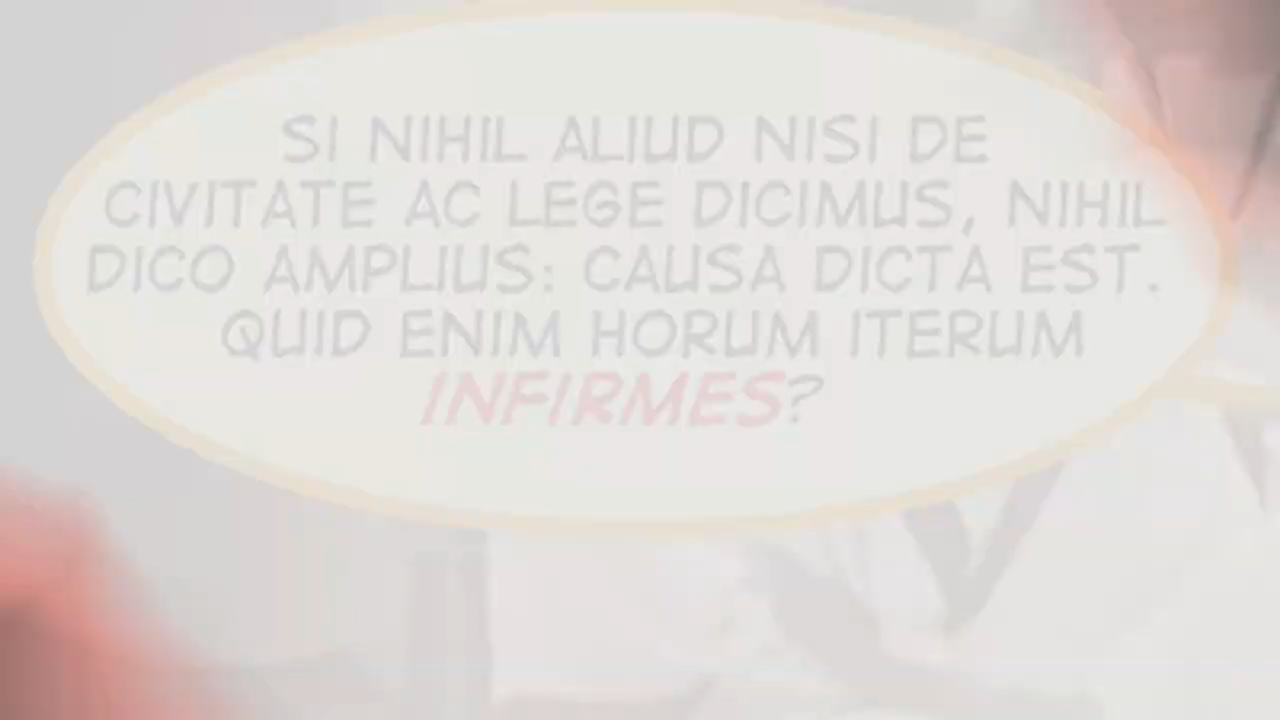 SI NIHIL ALIUD NISI DE
CIVITATE AC LEGE DICIMUS, NIHIL
DICO AMPLIUS: CAUSA DICTA EST.
QUID ENIM HORUM ITERUM
INFIRMES?